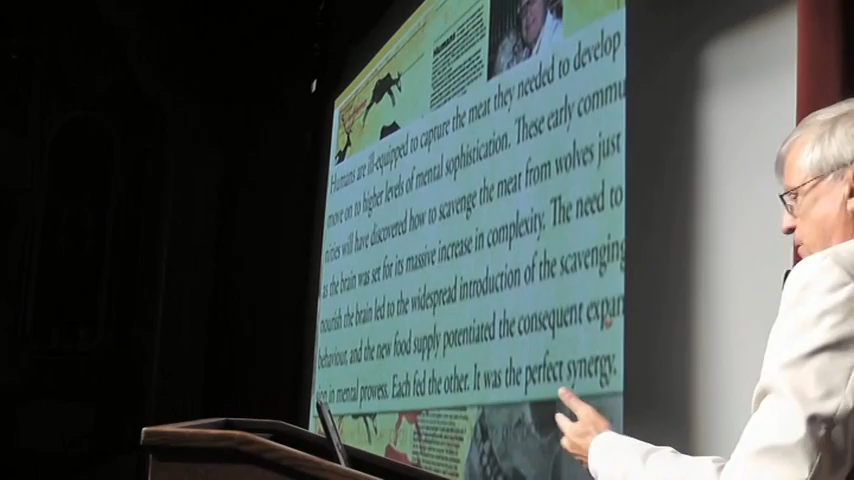 Humans are ill-equipped to capture the meat they needed to develop
move on to higher levels of mental sophistication. These early commu
nities will have discovered how to scavenge the meat from wolves just
as the brain was set for its massive increase in complexity. The need to
nourish the brain led to the widespread introduction of the scavenging
behaviour, and the new food supply potentiated the consequent expan
sion in mental prowess. Each fed the other. It was the perfect synergy.